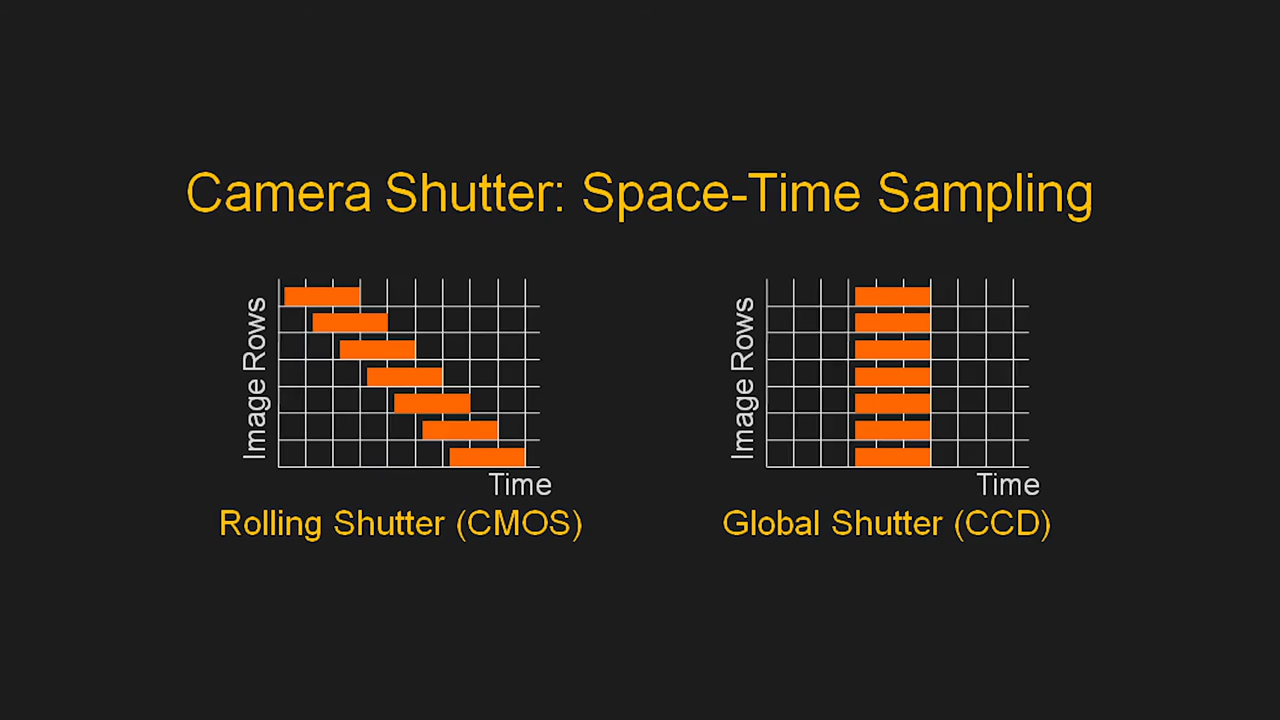 Camera Shutter: Space-Time Sampling
Image Rows
Time
Rolling Shutter (CMOS)
Image Rows
Time
Global Shutter (CCD)